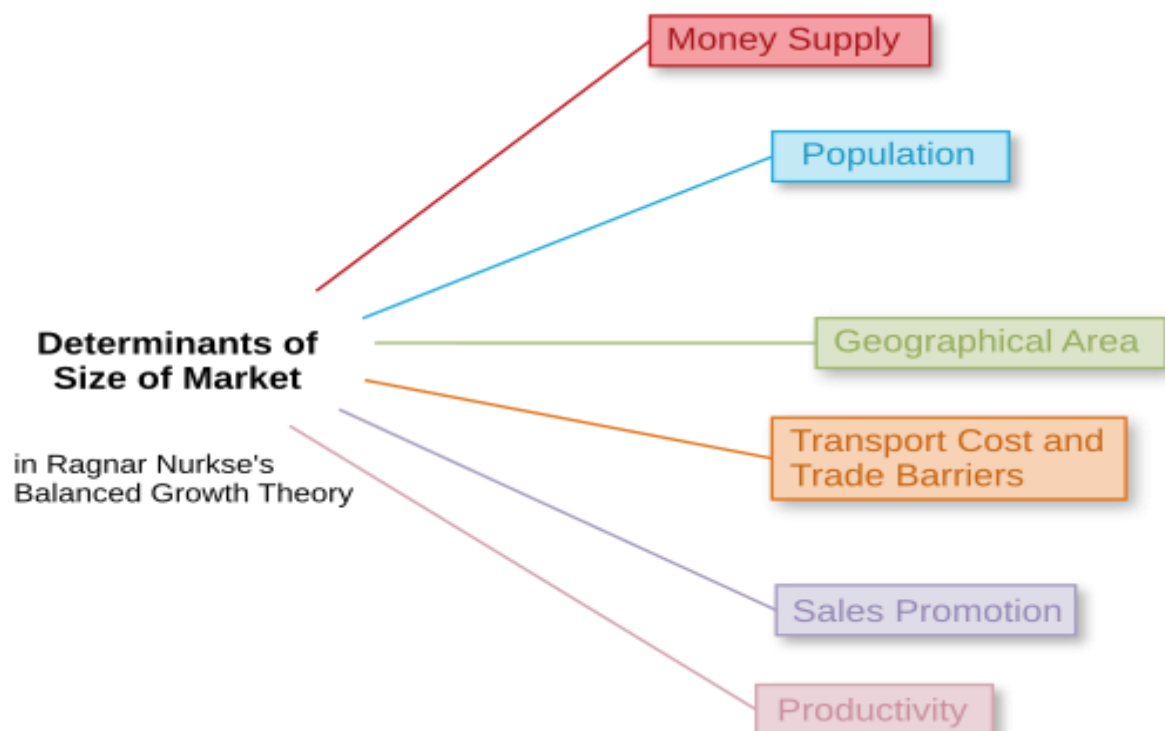 Money Supply
Population
Determinants of
Size of Market
in Ragnar Nurkse's
Balanced Growth Theory
Geographical Area
Transport Cost and
Trade Barriers
Sales Promotion
Productivity